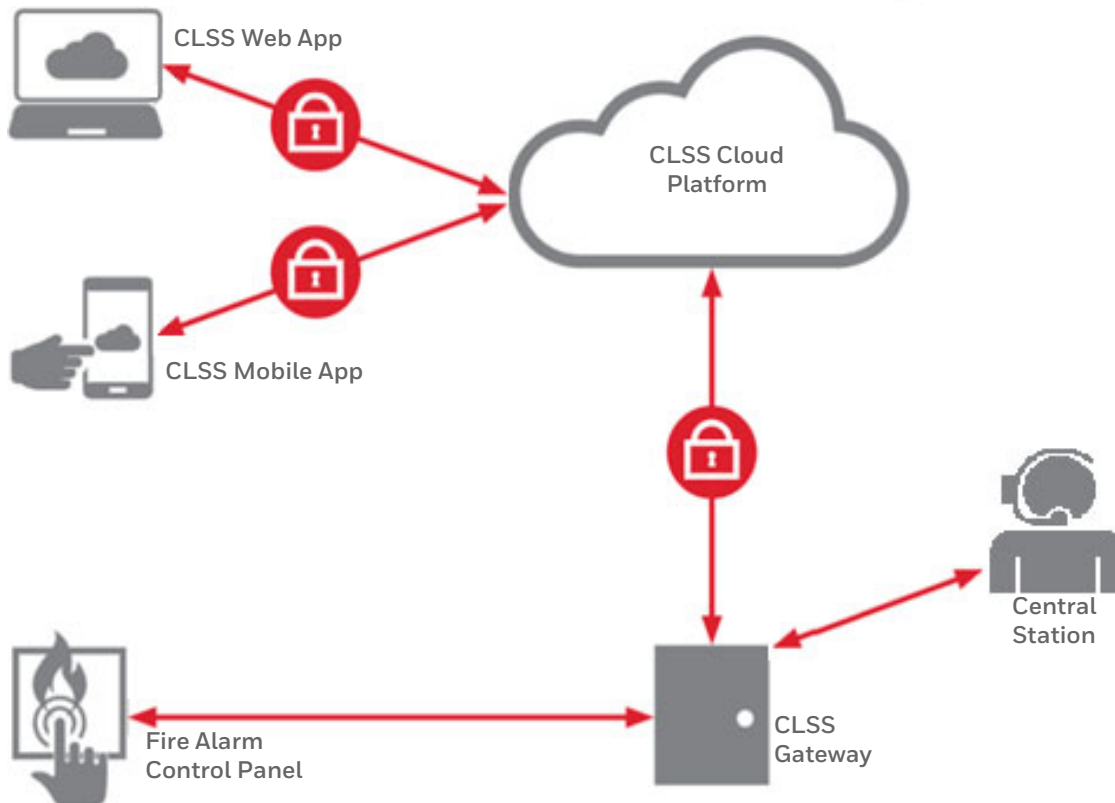 CLSS Web App
CLSS Cloud
Platform
CLSS Mobile App
Central
Station
Fire Alarm
Control Panel
CLSS
Gateway